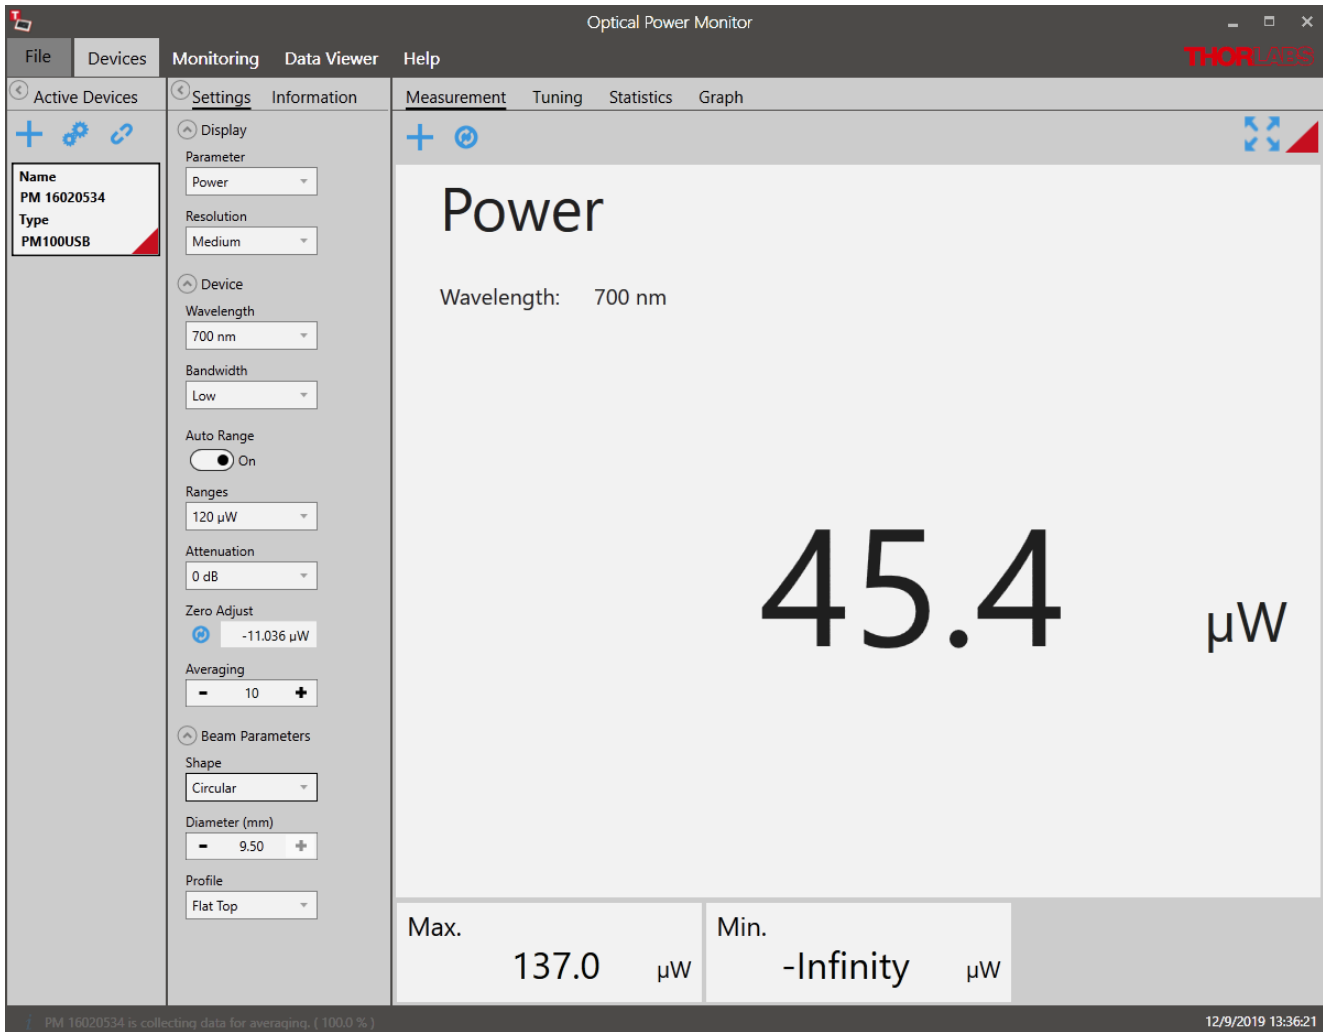 Optical Power Monitor
File Devices Monitoring Data Viewer Help
THORLABS
Active Devices
Name
PM 16020534
Type
PM100USB
Settings Information
Display
Parameter
Power
Resolution
Medium
Device
Wavelength
700 nm
Bandwidth
Low
Auto Range
On
Ranges
120 µW
Attenuation
0 dB
Zero Adjust
-11.036 µW
Averaging
- 10 +
Beam Parameters
Shape
Circular
Diameter (mm)
- 9.50 +
Profile
Flat Top
Measurement Tuning Statistics Graph
Power
Wavelength: 700 nm
45.4 µW
Max.
137.0 µW
Min.
-Infinity µW
i PM 16020534 is collecting data for averaging. ( 100.0 % )
12/9/2019 13:36:21